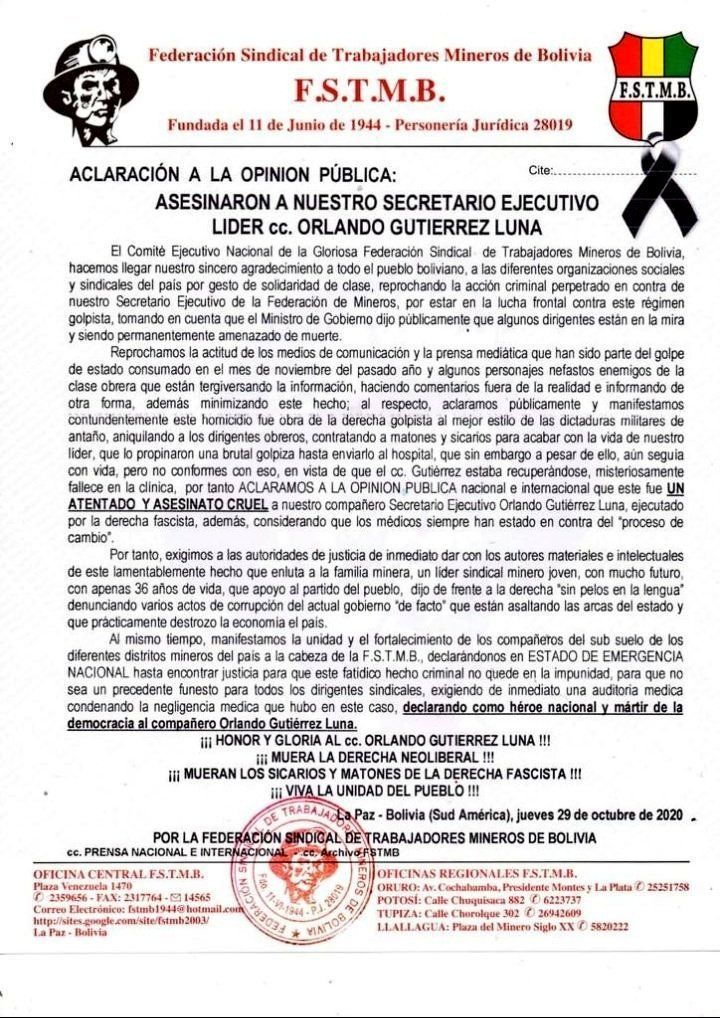 Federación Sindical de Trabajadores Mineros de Bolivia
F.S.T.M.B.
Fundada el 11 de Junio de 1944 - Personería Jurídica 28019
F.S.T.M.B.
ACLARACIÓN A LA OPINION PÚBLICA:
Cite:
ASESINARON A NUESTRO SECRETARIO EJECUTIVO
LIDER cc. ORLANDO GUTIERREZ LUNA
El Comité Ejecutivo Nacional de la Gloriosa Federación Sindical de Trabajadores Mineros de Bolivia,
hacemos llegar nuestro sincero agradecimiento a todo el pueblo boliviano, a las diferentes organizaciones sociales
y sindicales del país por gesto de solidaridad de clase, reprochando la acción criminal perpetrado en contra de
nuestro Secretario Ejecutivo de la Federación de Mineros, por estar en la lucha frontal contra este régimen
golpista, tomando en cuenta que el Ministro de Gobierno dijo públicamente que algunos dirigentes están en la mira
y siendo permanentemente amenazado de muerte.
Reprochamos la actitud de los medios de comunicación y la prensa mediática que han sido parte del golpe
de estado consumado en el mes de noviembre del pasado año y algunos personajes nefastos enemigos de la
clase obrera que están tergiversando la información, haciendo comentarios fuera de la realidad e informando de
otra forma, además minimizando este hecho; al respecto, aclaramos públicamente y manifestamos
contundentemente este homicidio fue obra de la derecha golpista al mejor estilo de las dictaduras militares de
antaño, aniquilando a los dirigentes obreros, contratando a matones y sicarios para acabar con la vida de nuestro
líder, que lo propinaron una brutal golpiza hasta enviarlo al hospital, que sin embargo a pesar de ello, aún seguia
con vida, pero no conformes con eso, en vista de que el cc. Gutiérrez estaba recuperándose, misteriosamente
fallece en la clínica, por tanto ACLARAMOS A LA OPINION PUBLICA nacional e internacional que este fue UN
ATENTADO Y ASESINATO CRUEL a nuestro compañero Secretario Ejecutivo Orlando Gutiérrez Luna, ejecutado
por la derecha fascista, además, considerando que los médicos siempre han estado en contra del "proceso de
cambio".
Por tanto, exigimos a las autoridades de justicia de inmediato dar con los autores materiales e intelectuales
de este lamentablemente hecho que enluta a la familia minera, un líder sindical minero joven, con mucho futuro,
con apenas 36 años de vida, que apoyo al partido del pueblo, dijo de frente a la derecha "sin pelos en la lengua"
denunciando varios actos de corrupción del actual gobierno "de facto" que están asaltando las arcas del estado y
que prácticamente destrozo la economía el país.
Al mismo tiempo, manifestamos la unidad y el fortalecimiento de los compañeros del sub suelo de los
diferentes distritos mineros del país a la cabeza de la F.S.T.M.B., declarándonos en ESTADO DE EMERGENCIA
NACIONAL hasta encontrar justicia para que este fatídico hecho criminal no quede en la impunidad, para que no
sea un precedente funesto para todos los dirigentes sindicales, exigiendo de inmediato una auditoria medica
condenando la negligencia medica que hubo en este caso, declarando como héroe nacional y mártir de la
democracia al compañero Orlando Gutiérrez Luna.
¡¡¡ HONOR Y GLORIA AL cc. ORLANDO GUTIERREZ LUNA !!!
¡¡¡ MUERA LA DERECHA NEOLIBERAL !!!
¡¡¡ MUERAN LOS SICARIOS Y MATONES DE LA DERECHA FASCISTA !!!
¡¡¡ VIVA LA UNIDAD DEL PUEBLO !!!
La Paz - Bolivia (Sud América), jueves 29 de octubre de 2020
POR LA FEDERACIÓN SINDICAL DE TRABAJADORES MINEROS DE BOLIVIA
cc. PRENSA NACIONAL E INTERNACIONAL - cc. Archivo FSTMB
FEDERACIÓN SINDICAL DE TRABAJADORES MINEROS DE BOLIVIA
Fdo. 11-VI-1944 - P.J. 28019
OFICINA CENTRAL F.S.T.M.B.
Plaza Venezuela 1470
✆ 2359656 - FAX: 2317764 - ✉ 14565
Correo Electrónico: fstmb1944@hotmail.com
http://sites.google.com/site/fstmb2003/
La Paz - Bolivia
OFICINAS REGIONALES F.S.T.M.B.
ORURO: Av. Cochabamba, Presidente Montes y La Plata ✆ 25251758
POTOSÍ: Calle Chuquisaca 882 ✆ 6223737
TUPIZA: Calle Chorolque 302 ✆ 26942609
LLALLAGUA: Plaza del Minero Siglo XX ✆ 5820222